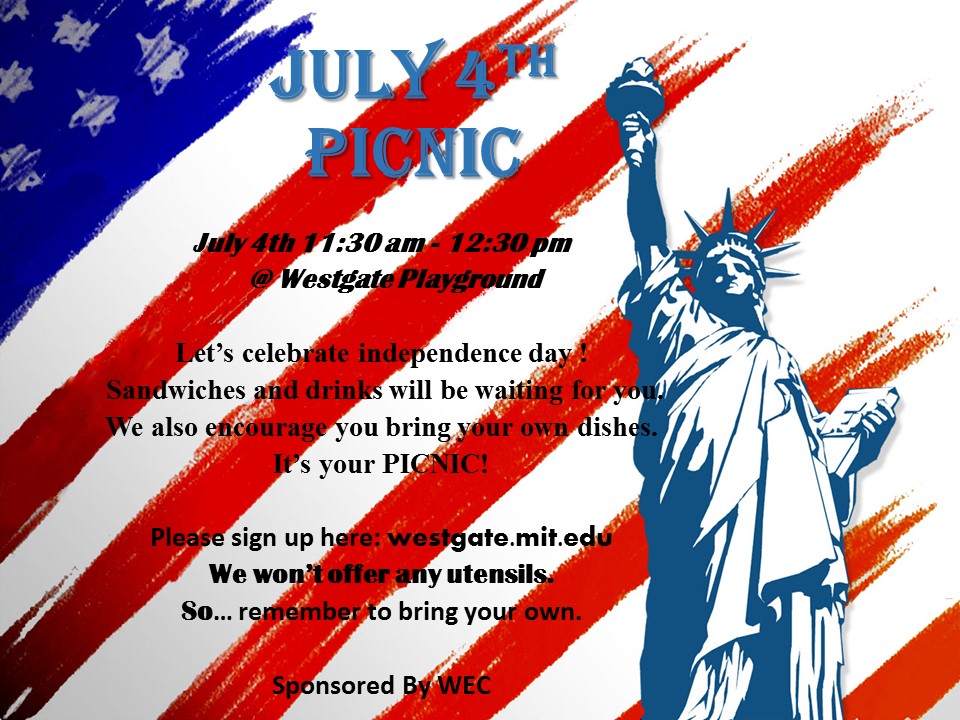 JULY 4TH
PICNIC
July 4th 11:30 am - 12:30 pm
@ Westgate Playground
Let’s celebrate independence day !
Sandwiches and drinks will be waiting for you.
We also encourage you bring your own dishes.
It’s your PICNIC!
Please sign up here: westgate.mit.edu
We won’t offer any utensils.
So... remember to bring your own.
Sponsored By WEC